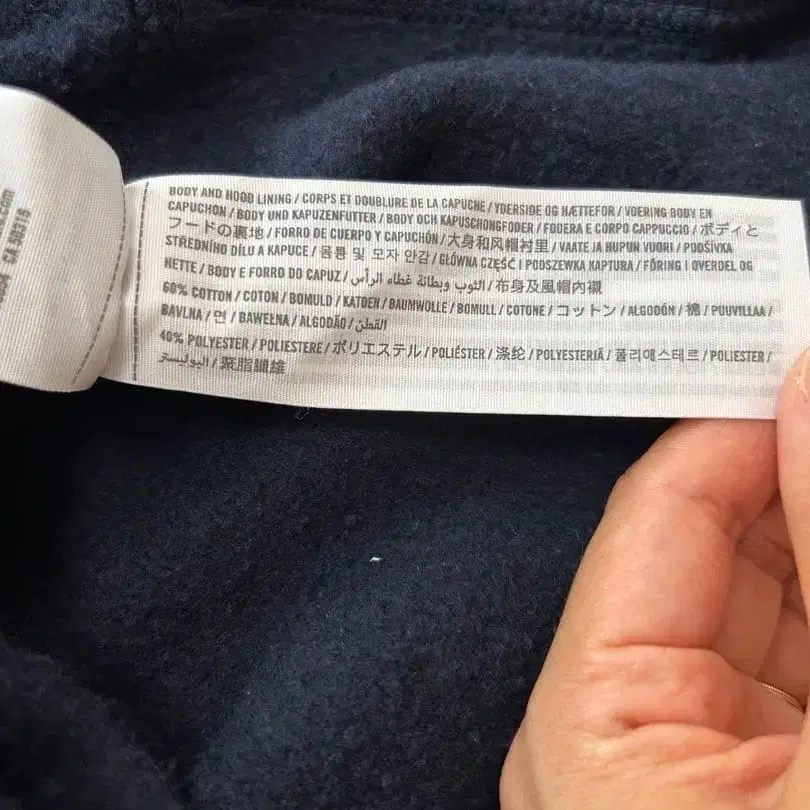 BODY AND HOOD LINING / CORPS ET DOUBLURE DE LA CAPUCHE / YDERSIDE OG HÆTTEFOR / VOERING BODY EN
CAPUCHON / BODY UND KAPUZENFUTTER / BODY OCH KAPUSCHONGFODER / FODERA E CORPO CAPPUCCIO / ボディと
フードの裏地 / FORRO DE CUERPO Y CAPUCHÓN / 大身和风帽衬里 / VAATE JA HUPUN VUORI / PODŠÍVKA
STŘEDNÍHO DÍLU A KAPUCE / 몸통 및 모자 안감 / GŁÓWNA CZĘŚĆ I PODSZEWKA KAPTURA / FÔRING I OVERDEL OG
HETTE / BODY E FORRO DO CAPUZ / الثوب وبطانة غطاء الرأس / 布身及風帽內襯
60% COTTON / COTON / BOMULD / KATOEN / BAUMWOLLE / BOMULL / COTONE / コットン / ALGODÓN / 棉 / PUUVILLAA /
BAVLNA / 면 / BAWEŁNA / ALGODÃO / القطن
40% POLYESTER / POLIESTERE / ポリエステル / POLIÉSTER / 涤纶 / POLYESTERIÄ / 폴리에스테르 / POLIESTER /
البوليستر / 聚脂纖維
.com
CA 50316